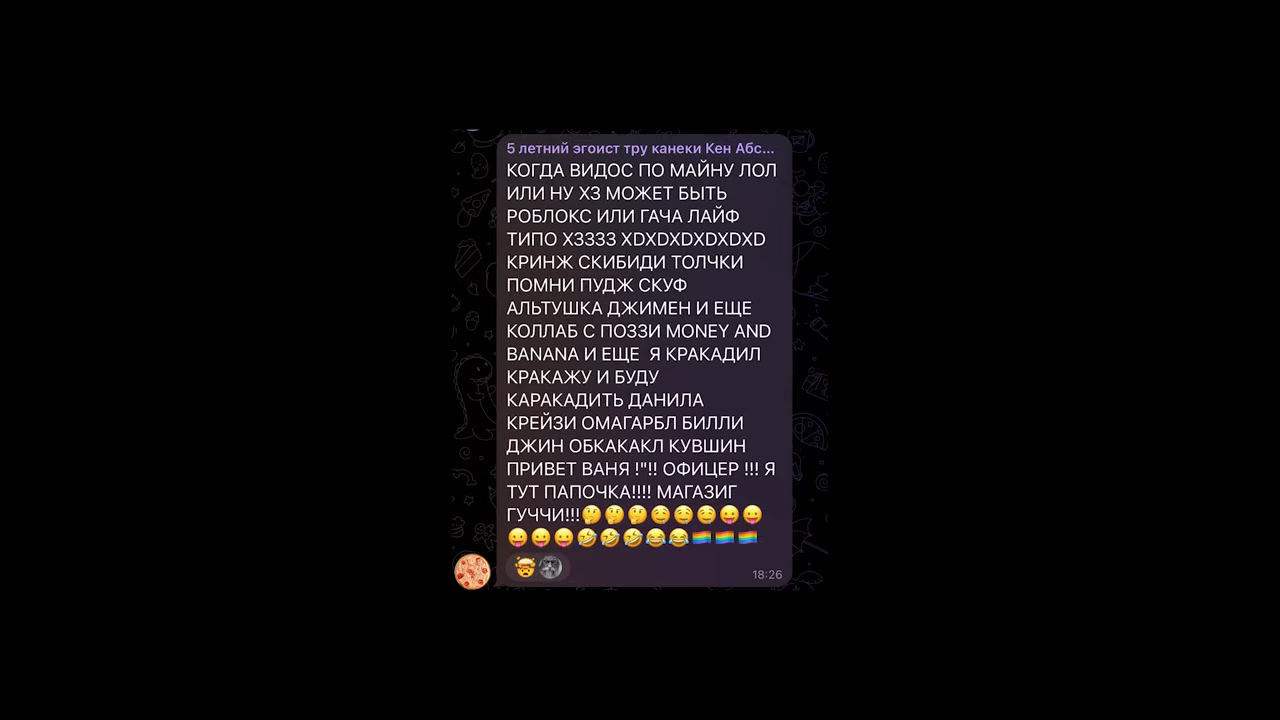 5 летний эгоист тру канеки Кен Абс...
КОГДА ВИДОС ПО МАЙНУ ЛОЛ
ИЛИ НУ ХЗ МОЖЕТ БЫТЬ
РОБЛОКС ИЛИ ГАЧА ЛАЙФ
ТИПО ХЗЗЗЗ XDXDXDXDXDXD
КРИНЖ СКИБИДИ ТОЛЧКИ
ПОМНИ ПУДЖ СКУФ
АЛЬТУШКА ДЖИМЕН И ЕЩЕ
КОЛЛАБ С ПОЗЗИ MONEY AND
BANANA И ЕЩЕ Я КРАКАДИЛ
КРАКАЖУ И БУДУ
КАРАКАДИТЬ ДАНИЛА
КРЕЙЗИ ОМАГАРБЛ БИЛЛИ
ДЖИН ОБКАКАКЛ КУВШИН
ПРИВЕТ ВАНЯ !"!! ОФИЦЕР !!! Я
ТУТ ПАПОЧКА!!!! МАГАЗИГ
ГУЧЧИ!!!🤔🤔🤔🤤🤤🤤😛😛
😛😛😛🤣🤣🤣😂😂🏳️‍🌈🏳️‍🌈🏳️‍🌈
18:26